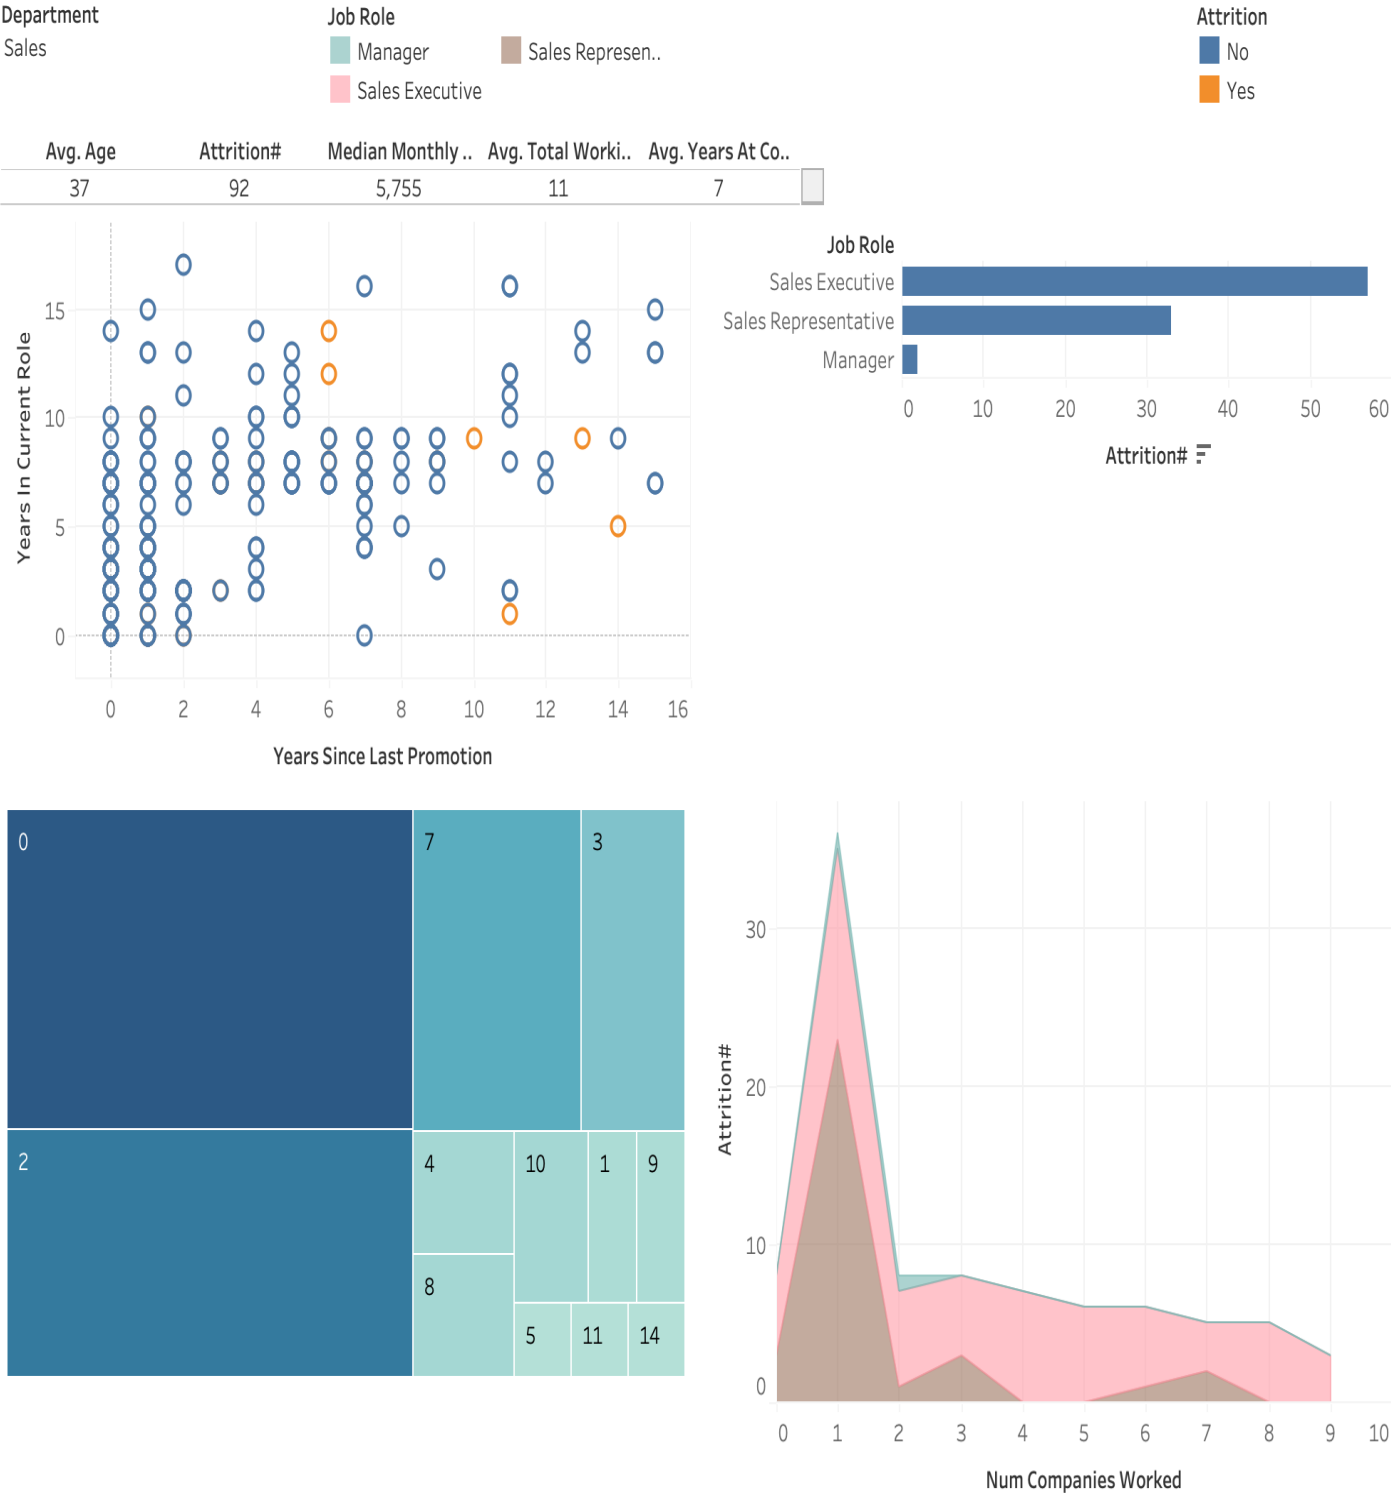 Department
Sales
Job Role
Manager
Sales Represen..
Sales Executive
Attrition
No
Yes
Avg. Age Attrition# Median Monthly .. Avg. Total Worki.. Avg. Years At Co..
37 92 5,755 11 7
Years In Current Role
15
10
5
0
0 2 4 6 8 10 12 14 16
Years Since Last Promotion
Job Role
Sales Executive
Sales Representative
Manager
0 10 20 30 40 50 60
Attrition#
0 7 3
2 4 10 1 9
8
5 11 14
Attrition#
30
20
10
0
0 1 2 3 4 5 6 7 8 9 10
Num Companies Worked